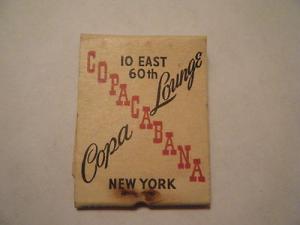 10 EAST
60th
COPACABANA
Copa Lounge
NEW YORK